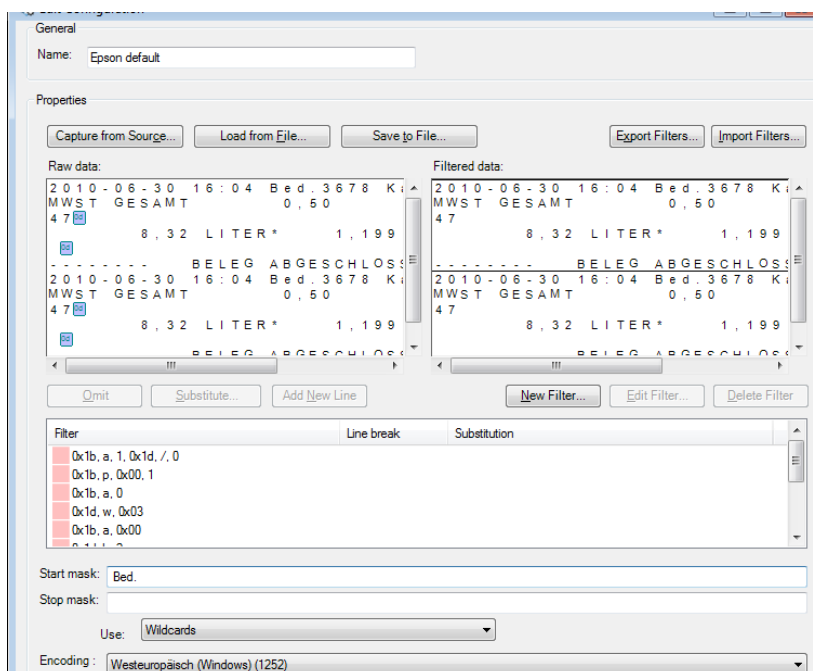 General
Name: Epson default
Properties
Capture from Source... Load from File... Save to File... Export Filters... Import Filters...
Raw data: Filtered data:
2010-06-30 16:04 Bed.3678 2010-06-30 16:04 Bed.3678
MWST GESAMT 0,50 MWST GESAMT 0,50
47 0d 47
8,32 LITER* 1,199 8,32 LITER* 1,199
0d
-------- BELEG ABGESCHLOSS -------- BELEG ABGESCHLOSS
2010-06-30 16:04 Bed.3678 2010-06-30 16:04 Bed.3678
MWST GESAMT 0,50 MWST GESAMT 0,50
47 0d 47
8,32 LITER* 1,199 8,32 LITER* 1,199
0d
Omit Substitute... Add New Line New Filter... Edit Filter... Delete Filter
Filter Line break Substitution
0x1b, a, 1, 0x1d, /, 0
0x1b, p, 0x00, 1
0x1b, a, 0
0x1d, w, 0x03
0x1b, a, 0x00
Start mask: Bed.
Stop mask:
Use: Wildcards
Encoding : Westeuropäisch (Windows) (1252)